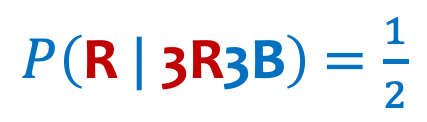 P(R | 3R3B) = 1/2